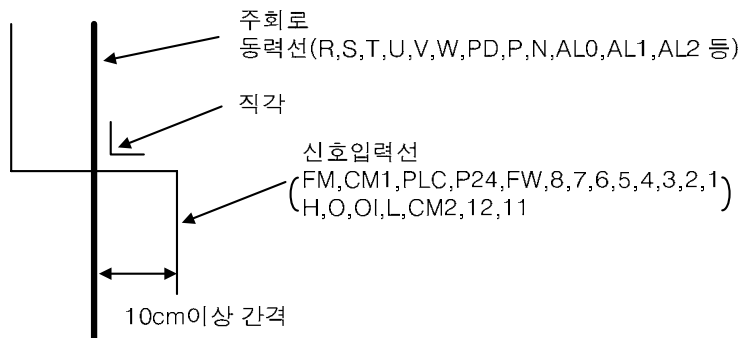 주회로
동력선(R,S,T,U,V,W,PD,P,N,AL0,AL1,AL2 등)
직각
신호입력선
(FM,CM1,PLC,P24,FW,8,7,6,5,4,3,2,1
H,O,OI,L,CM2,12,11)
10cm이상 간격